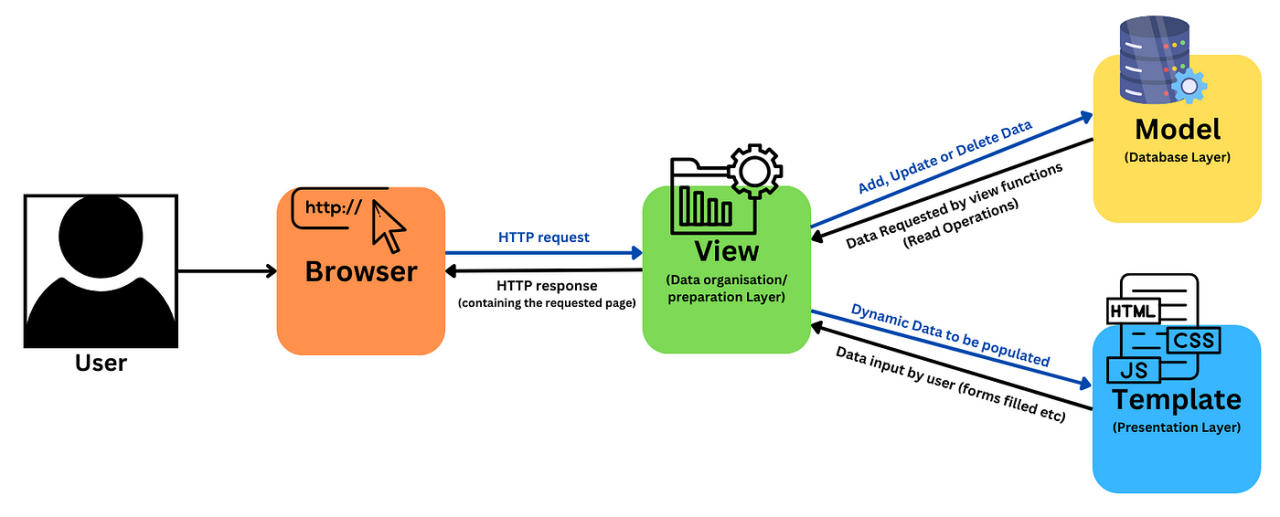 User
http://
Browser
HTTP request
HTTP response
(containing the requested page)
View
(Data organisation/
preparation Layer)
Add, Update or Delete Data
Data Requested by view functions
(Read Operations)
Model
(Database Layer)
Dynamic Data to be populated
Data input by user (forms filled etc)
HTML
CSS
JS
Template
(Presentation Layer)